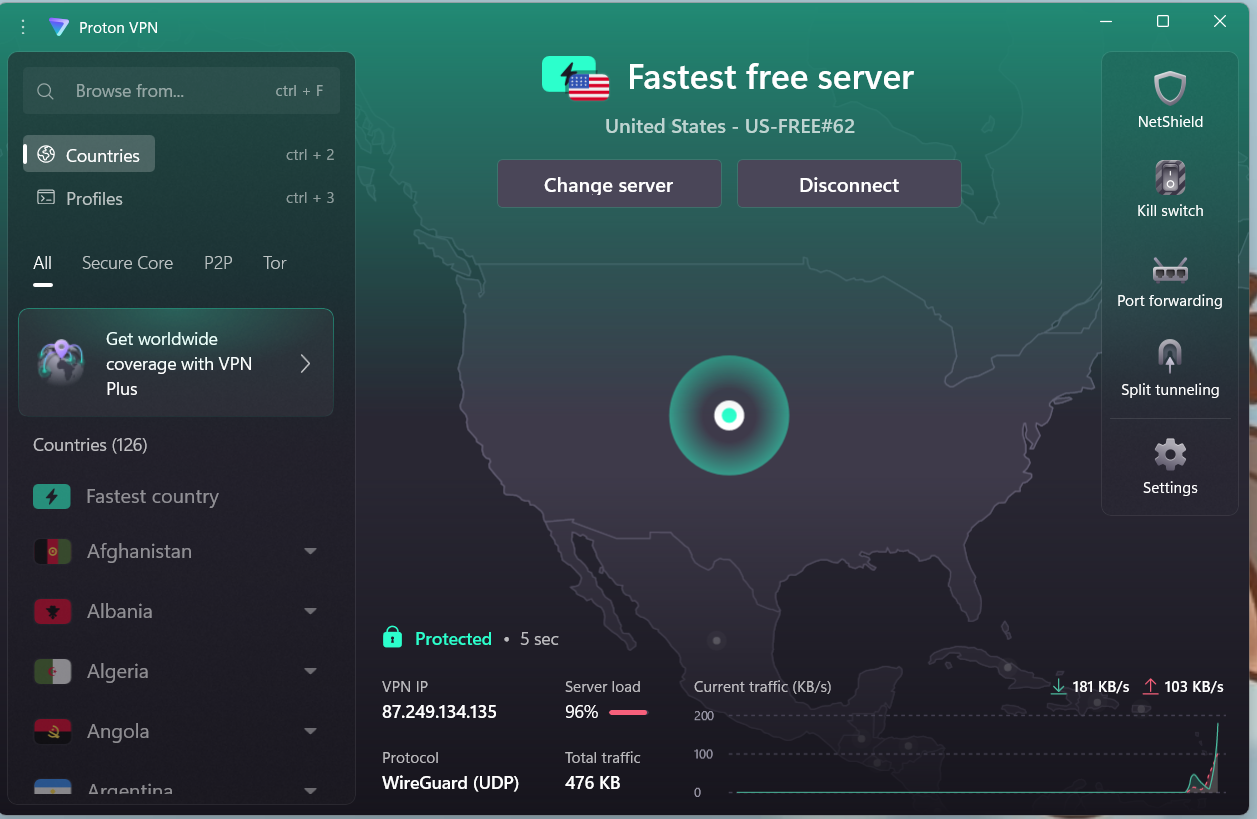 Proton VPN
Browse from...
ctrl + F
Countries
ctrl + 2
Profiles
ctrl + 3
All
Secure Core
P2P
Tor
Get worldwide
coverage with VPN
Plus
Countries (126)
Fastest country
Afghanistan
Albania
Algeria
Angola
Argentina
Fastest free server
United States - US-FREE#62
Change server
Disconnect
Protected • 5 sec
VPN IP
87.249.134.135
Server load
96%
Protocol
WireGuard (UDP)
Total traffic
476 KB
Current traffic (KB/s)
181 KB/s
103 KB/s
200
100
0
NetShield
Kill switch
Port forwarding
Split tunneling
Settings